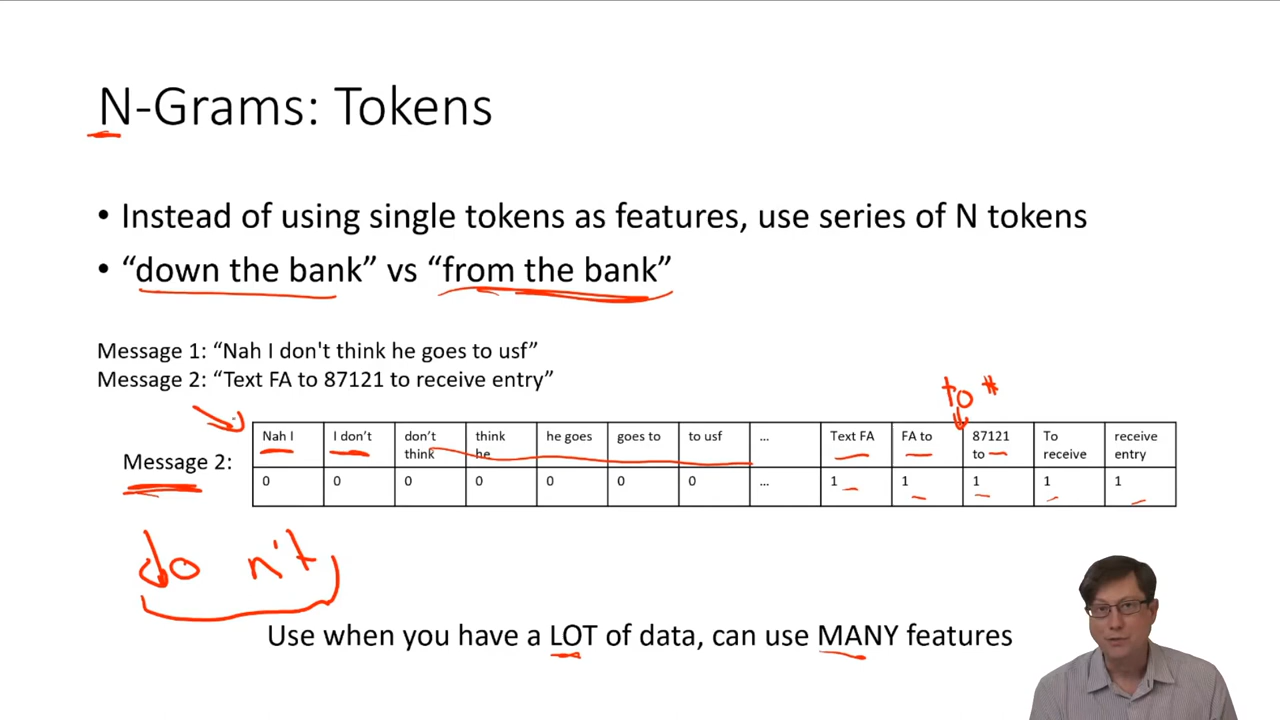 N-Grams: Tokens
• Instead of using single tokens as features, use series of N tokens
• “down the bank” vs “from the bank”
Message 1: “Nah I don't think he goes to usf”
Message 2: “Text FA to 87121 to receive entry”
to #
Nah I | I don’t | don’t think | think he | he goes | goes to | to usf | ... | Text FA | FA to | 87121 to | To receive | receive entry
Message 2:
0 | 0 | 0 | 0 | 0 | 0 | 0 | ... | 1 | 1 | 1 | 1 | 1
do n't
Use when you have a LOT of data, can use MANY features